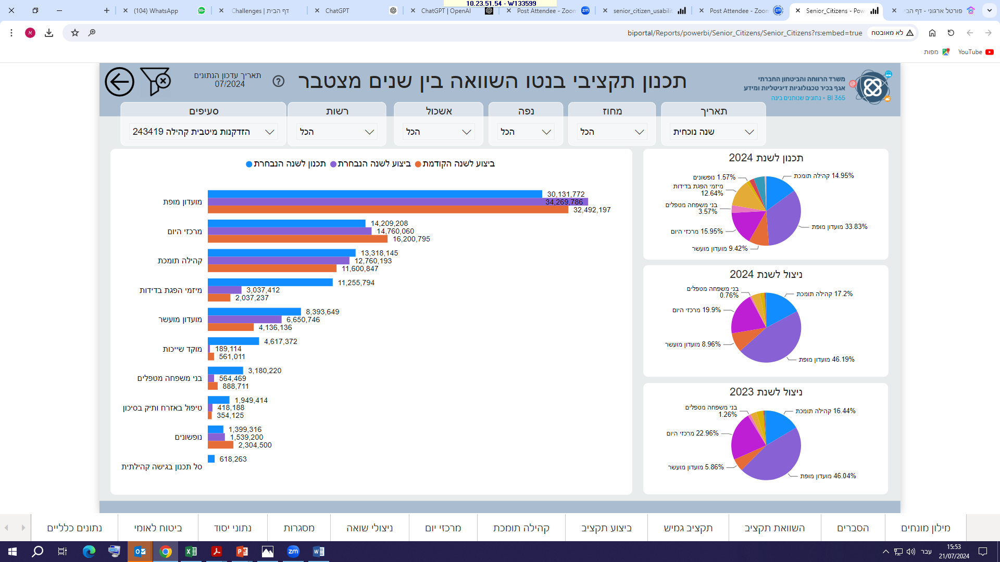 10.23.51.54 - W133599
(104) WhatsApp
דף הבית | Challenges
ChatGPT
ChatGPT | OpenAI
Post Attendee - Zoom
senior_citizen_usabilit
Post Attendee - Zoom
Senior_Citizens - Pow
פורטל ארגוני - דף הבי
biportal/Reports/powerbi/Senior_Citizens/Senior_Citizens?rs:embed=true
לא מאובטח
YouTube
מפות
משרד הרווחה והביטחון החברתי
אגף בכיר טכנולוגיות דיגיטליות ומידע
BI 365 - נתונים שנותנים בינה
תכנון תקציבי בנטו השוואה בין שנים מצטבר
תאריך עדכון הנתונים
07/2024
תאריך
שנה נוכחית
מחוז
הכל
נפה
הכל
אשכול
הכל
רשות
הכל
סעיפים
הזדקנות מיטבית קהילה 243419
תכנון לשנת 2024
קהילה תומכת 14.95%
מועדון מופת 33.83%
מועדון מועשר 9.42%
מרכזי היום 15.95%
בני משפחה מטפלים
3.57%
מיזמי הפגת בדידות
12.64%
נופשונים 1.57%
ניצול לשנת 2024
קהילה תומכת 17.2%
מועדון מופת 46.19%
מועדון מועשר 8.96%
מרכזי היום 19.9%
בני משפחה מטפלים
0.76%
ניצול לשנת 2023
קהילה תומכת 16.44%
מועדון מופת 46.04%
מועדון מועשר 5.86%
מרכזי היום 22.96%
בני משפחה מטפלים
1.26%
ביצוע לשנה הקודמת
ביצוע לשנה הנבחרת
תכנון לשנה הנבחרת
מועדון מופת
30,131,772
34,269,786
32,492,197
מרכזי היום
14,209,208
14,760,060
16,200,795
קהילה תומכת
13,318,145
12,760,193
11,600,847
מיזמי הפגת בדידות
11,255,794
3,037,412
2,037,237
מועדון מועשר
8,393,649
6,650,746
4,136,136
מוקד שייכות
4,617,372
189,114
561,011
בני משפחה מטפלים
3,180,220
564,469
888,711
טיפול באזרח ותיק בסיכון
1,949,414
418,188
354,125
נופשונים
1,399,316
1,539,200
2,304,500
סל תכנון בגישה קהילתית
618,263
מילון מונחים
הסברים
השוואת תקציב
תקציב גמיש
ביצוע תקציב
קהילה תומכת
מרכזי יום
ניצולי שואה
מסגרות
נתוני יסוד
ביטוח לאומי
נתונים כלליים
עבר
15:53
21/07/2024